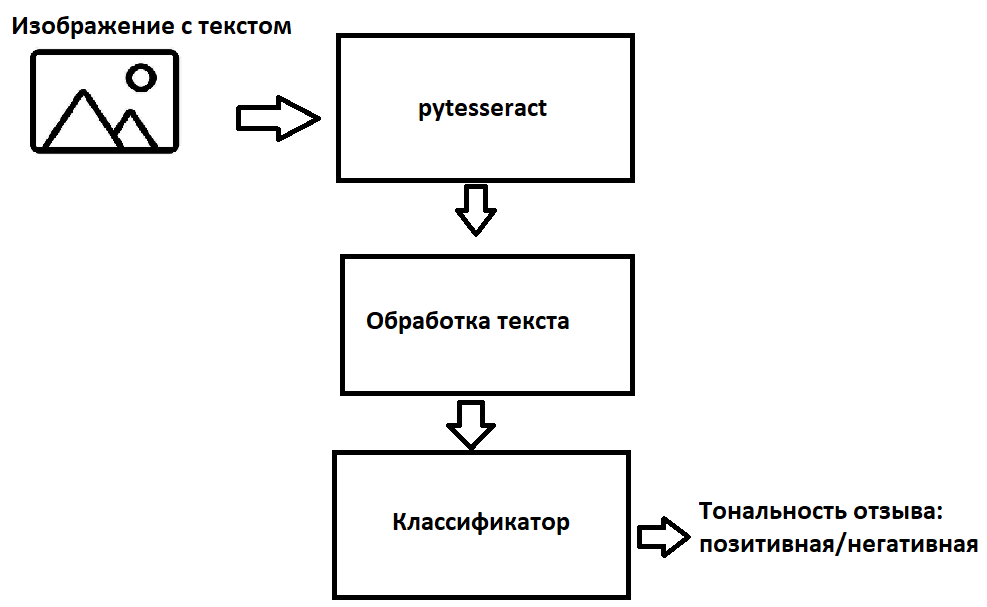 Изображение с текстом
pytesseract
Обработка текста
Классификатор
Тональность отзыва:
позитивная/негативная